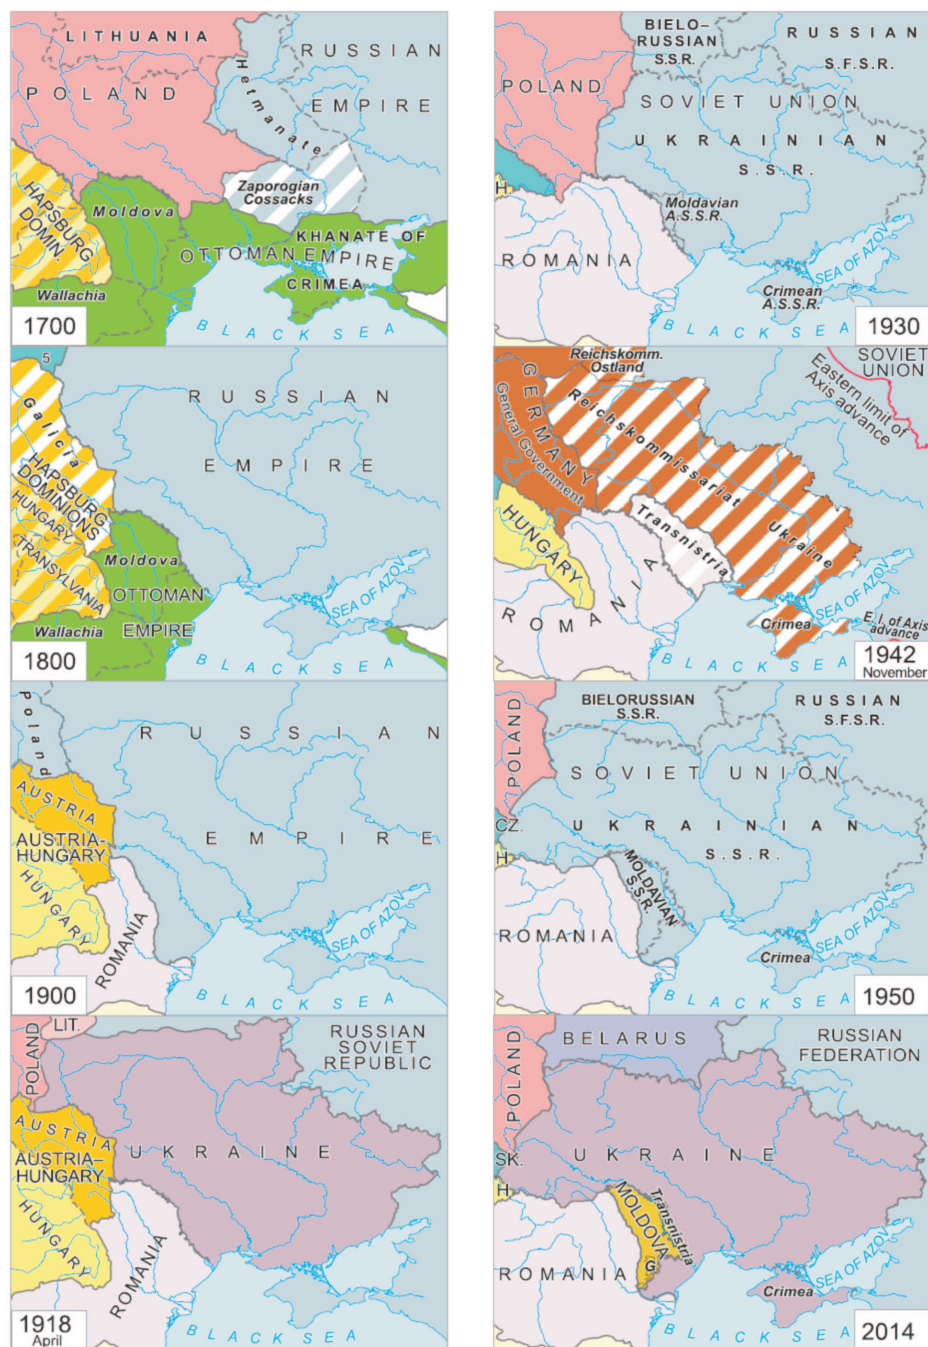 LITHUANIA
RUSSIAN
POLAND
Hetmanate
EMPIRE
Zaporogian
Cossacks
HAPSBURG
DOMIN.
Moldova
KHANATE OF
OTTOMAN EMPIRE
CRIMEA
Wallachia
BLACK SEA
1700
5
RUSSIAN
Galicia
EMPIRE
HAPSBURG
DOMINIONS
HUNGARY
TRANSYLVANIA
Moldova
OTTOMAN
EMPIRE
Wallachia
SEA OF AZOV
BLACK SEA
1800
Poland
RUSSIAN
AUSTRIA
EMPIRE
AUSTRIA-
HUNGARY
HUNGARY
ROMANIA
SEA OF AZOV
BLACK SEA
1900
LIT.
POLAND
RUSSIAN
SOVIET
REPUBLIC
AUSTRIA
UKRAINE
AUSTRIA-
HUNGARY
HUNGARY
ROMANIA
BLACK SEA
1918
April
BIELO-
RUSSIAN
S.S.R.
RUSSIAN
S.F.S.R.
POLAND
SOVIET UNION
UKRAINIAN
S.S.R.
H.
Moldavian
A.S.S.R.
ROMANIA
SEA OF AZOV
Crimean
A.S.S.R.
BLACK SEA
1930
Reichskomm.
Ostland
SOVIET
UNION
Eastern limit of
Axis advance
GERMANY
General Government
Reichskommissariat
Ukraine
Transnistria
HUNGARY
ROMANIA
SEA OF AZOV
Crimea
E. l. of Axis
advance
BLACK SEA
1942
November
BIELORUSSIAN
S.S.R.
RUSSIAN
S.F.S.R.
POLAND
SOVIET UNION
CZ.
UKRAINIAN
S.S.R.
H.
MOLDAVIAN
S.S.R.
ROMANIA
SEA OF AZOV
Crimea
BLACK SEA
1950
BELARUS
RUSSIAN
FEDERATION
POLAND
UKRAINE
SK.
H.
MOLDOVA
Transnistria
G
ROMANIA
SEA OF AZOV
Crimea
BLACK SEA
2014